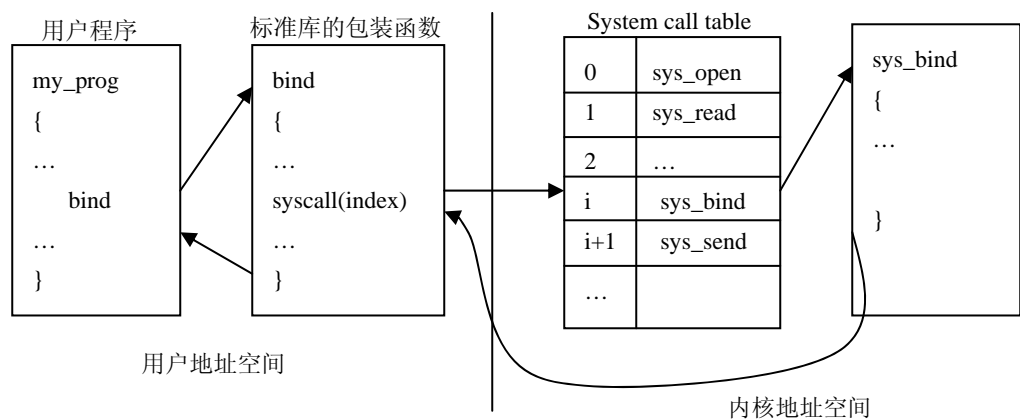 用户程序
my_prog
{
…
bind
…
}
标准库的包装函数
bind
{
…
syscall(index)
…
}
用户地址空间
System call table
0 sys_open
1 sys_read
2 …
i sys_bind
i+1 sys_send
…
sys_bind
{
…
}
内核地址空间